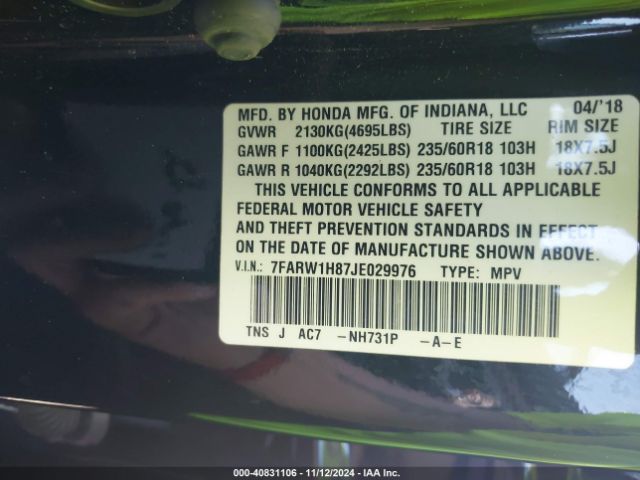 MFD. BY HONDA MFG. OF INDIANA, LLC 04/'18
GVWR 2130KG(4695LBS) TIRE SIZE RIM SIZE
GAWR F 1100KG(2425LBS) 235/60R18 103H 18X7.5J
GAWR R 1040KG(2292LBS) 235/60R18 103H 18X7.5J
THIS VEHICLE CONFORMS TO ALL APPLICABLE
FEDERAL MOTOR VEHICLE SAFETY
AND THEFT PREVENTION STANDARDS IN EFFECT
ON THE DATE OF MANUFACTURE SHOWN ABOVE.
V.I.N.: 7FARW1H87JE029976 TYPE: MPV
TNS J AC7 -NH731P -A-E
000-40831106 - 11/12/2024 - IAA Inc.